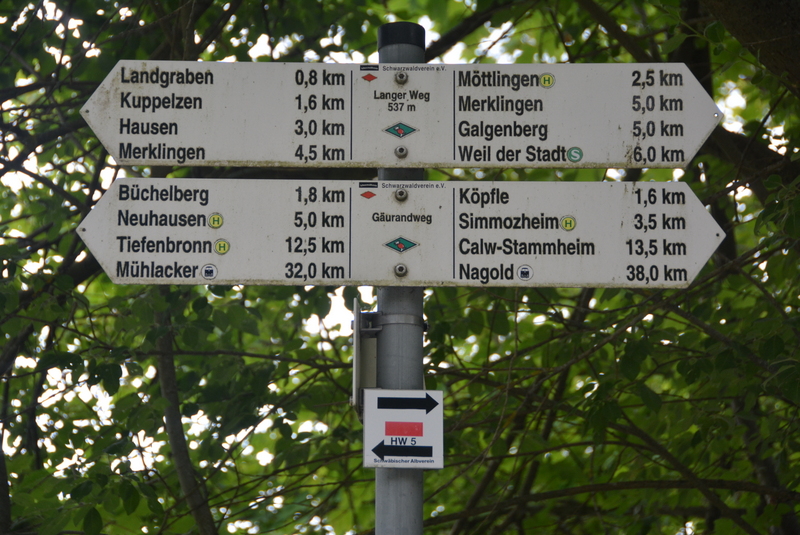 Landgraben 0,8 km
Kuppelzen 1,6 km
Hausen 3,0 km
Merklingen 4,5 km
Schwarzwaldverein e.V.
Langer Weg
537 m
Möttlingen H 2,5 km
Merklingen 5,0 km
Galgenberg 5,0 km
Weil der Stadt S 6,0 km
Büchelberg 1,8 km
Neuhausen H 5,0 km
Tiefenbronn H 12,5 km
Mühlacker 32,0 km
Schwarzwaldverein e.V.
Gäurandweg
Köpfle 1,6 km
Simmozheim H 3,5 km
Calw-Stammheim 13,5 km
Nagold 38,0 km
HW 5
Schwäbischer Albverein